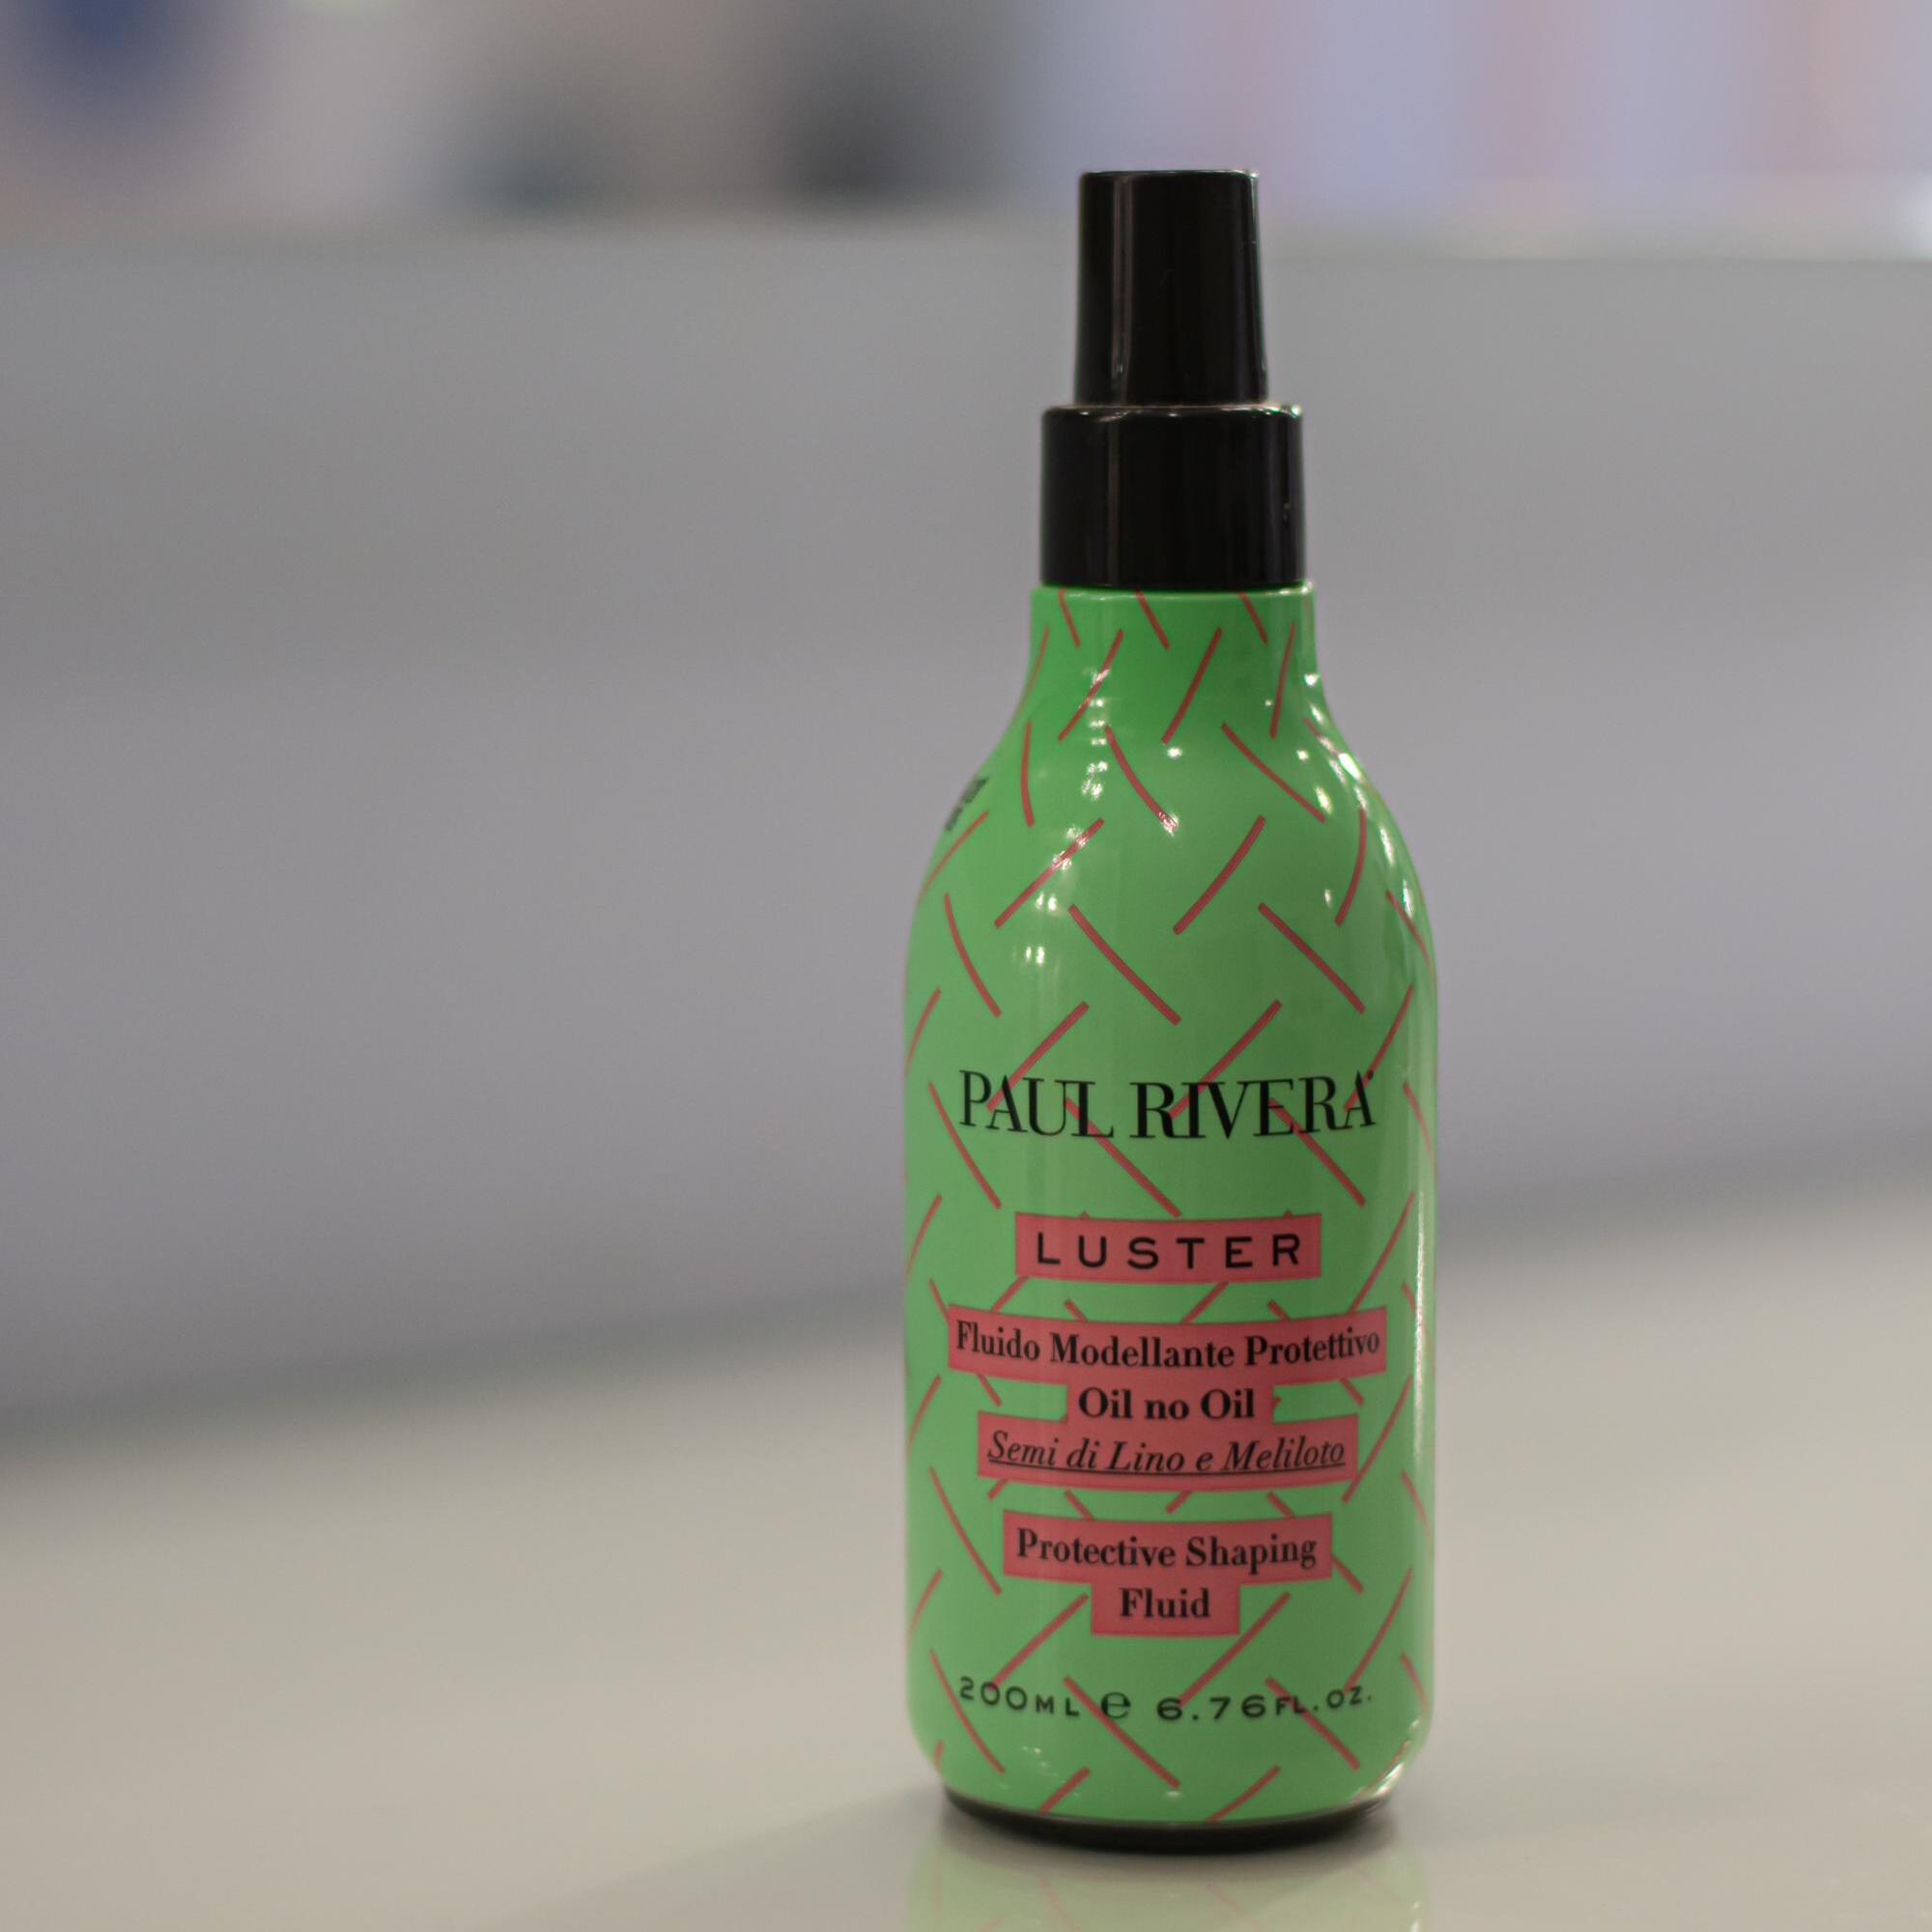 PAUL RIVERA
LUSTER
Fluido Modellante Protettivo
Oil no Oil
Semi di Lino e Meliloto
Protective Shaping
Fluid
200ML ℮ 6.76FL.OZ.